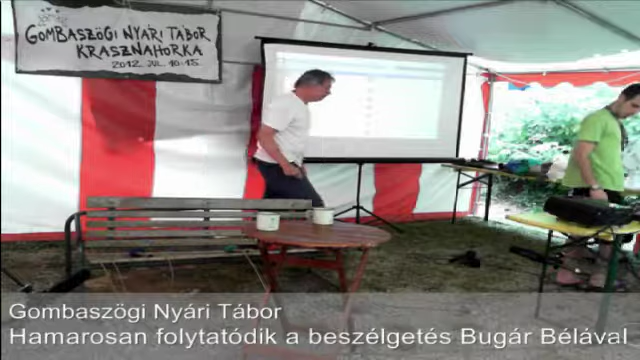 GOMBASZÖGI NYÁRI TÁBOR
KRASZNAHORKA
2012. JÚL. 10-15.
Gombaszögi Nyári Tábor
Hamarosan folytatódik a beszélgetés Bugár Bélával